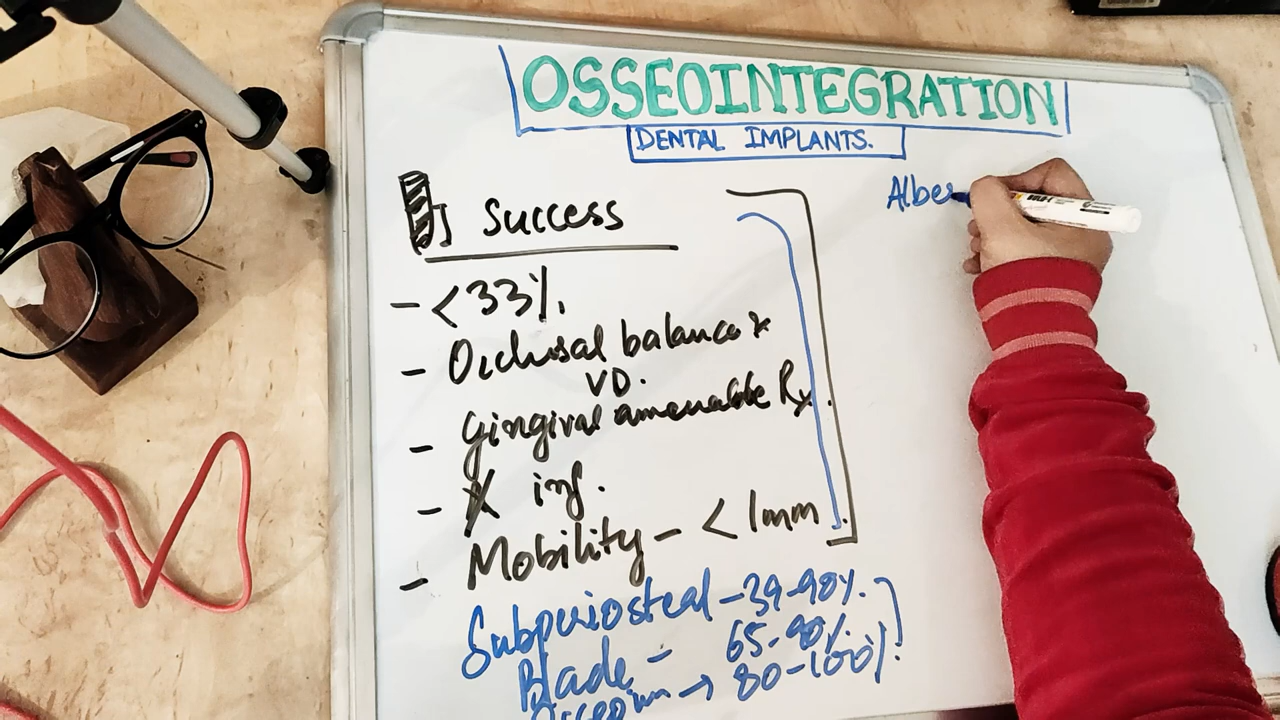 OSSEOINTEGRATION
DENTAL IMPLANTS.
Success
- <33%.
- Occlusal balance &
VD.
- Gingival amenable Rx.
- X inf.
- Mobility - < 1mm.
Subperiosteal - 39-90%.
Blade - 65-90%.
→ 80-100%.
Alber